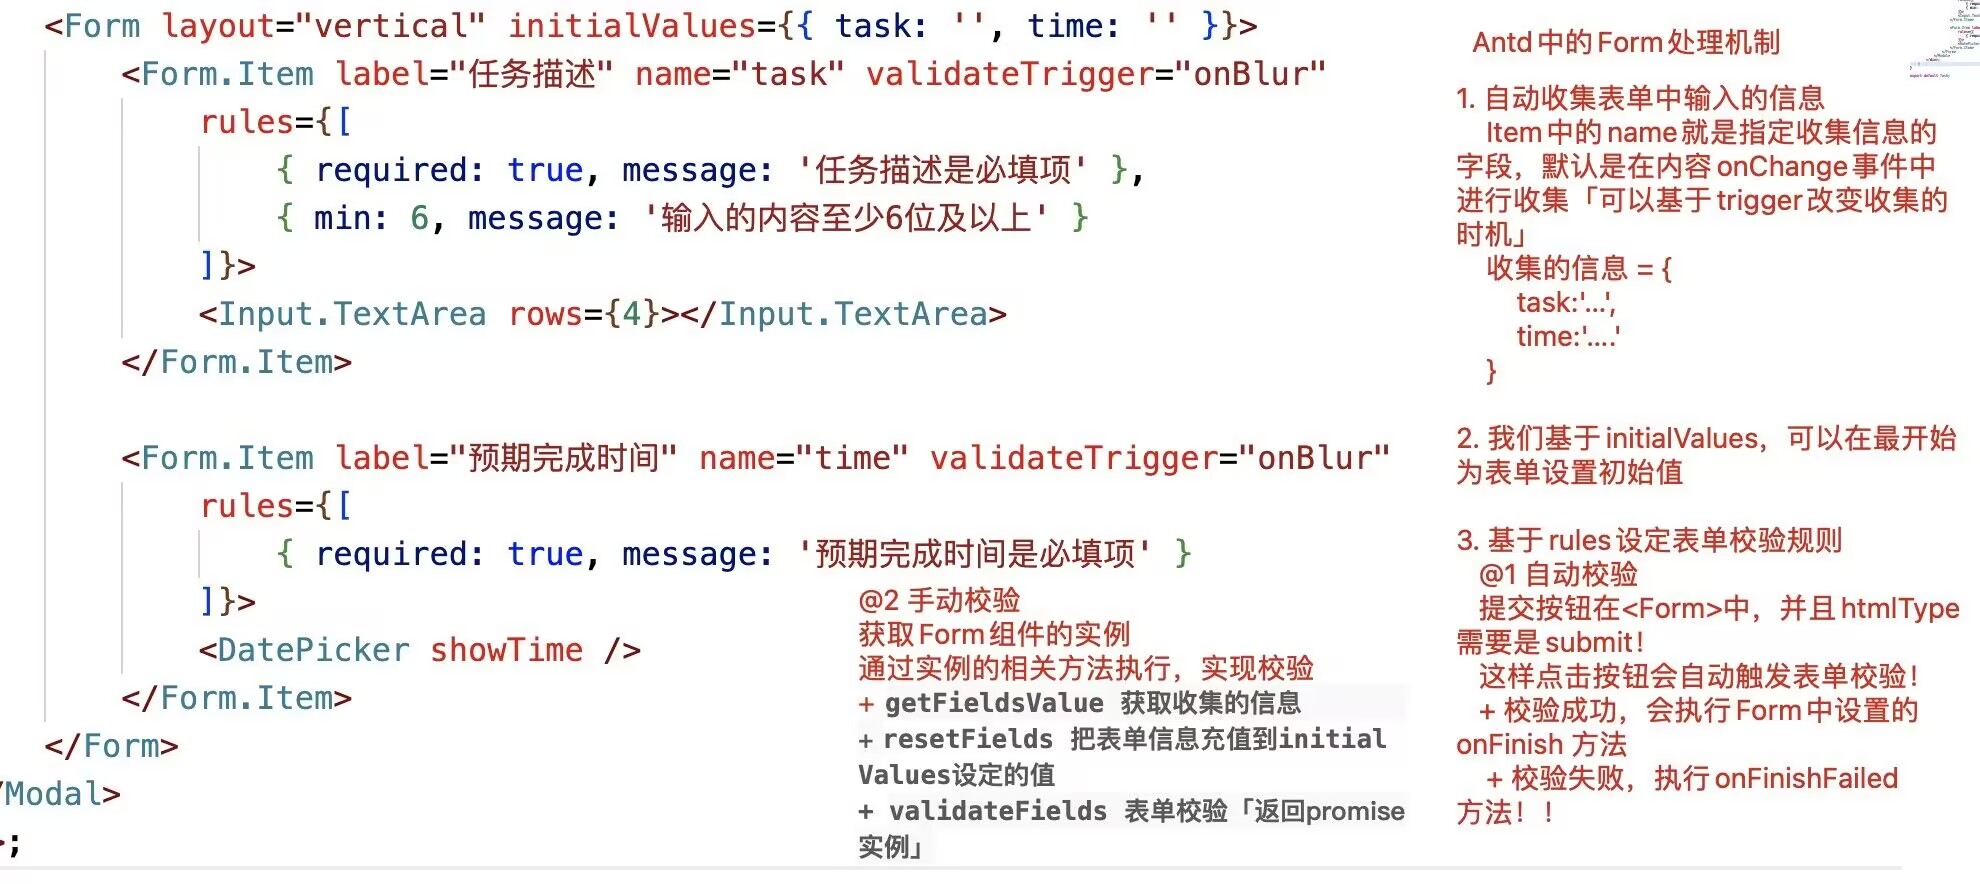 <Form layout="vertical" initialValues={{ task: '', time: '' }}>
<Form.Item label="任务描述" name="task" validateTrigger="onBlur"
rules={[
{ required: true, message: '任务描述是必填项' },
{ min: 6, message: '输入的内容至少6位及以上' }
]}>
<Input.TextArea rows={4}></Input.TextArea>
</Form.Item>
<Form.Item label="预期完成时间" name="time" validateTrigger="onBlur"
rules={[
{ required: true, message: '预期完成时间是必填项' }
]}>
<DatePicker showTime />
</Form.Item>
</Form>
/Modal>
>;
@2 手动校验
获取Form组件的实例
通过实例的相关方法执行，实现校验
+ getFieldsValue 获取收集的信息
+ resetFields 把表单信息充值到initial
Values设定的值
+ validateFields 表单校验「返回promise
实例」
Antd中的Form处理机制
1. 自动收集表单中输入的信息
Item中的name就是指定收集信息的
字段，默认是在内容onChange事件中
进行收集「可以基于trigger改变收集的
时机」
收集的信息 = {
task:'...',
time:'....'
}
2. 我们基于initialValues，可以在最开始
为表单设置初始值
3. 基于rules设定表单校验规则
@1 自动校验
提交按钮在<Form>中，并且htmlType
需要是submit！
这样点击按钮会自动触发表单校验！
+ 校验成功，会执行Form中设置的
onFinish 方法
+ 校验失败，执行onFinishFailed
方法！！